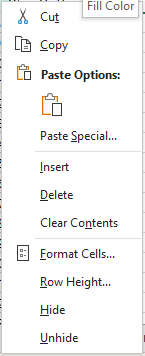 Fill Color
Cut
Copy
Paste Options:
Paste Special...
Insert
Delete
Clear Contents
Format Cells...
Row Height...
Hide
Unhide